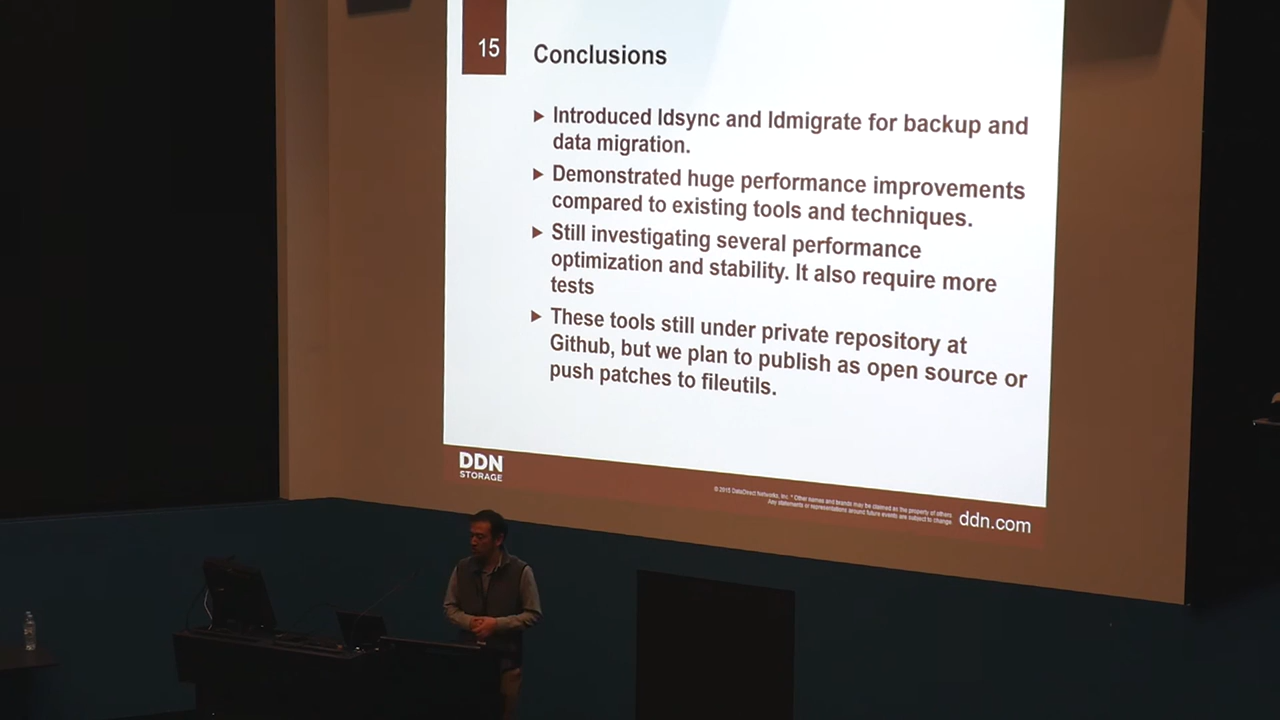 15
Conclusions
Introduced ldsync and ldmigrate for backup and
data migration.
Demonstrated huge performance improvements
compared to existing tools and techniques.
Still investigating several performance
optimization and stability. It also require more
tests
These tools still under private repository at
Github, but we plan to publish as open source or
push patches to fileutils.
DDN
STORAGE
© 2015 DataDirect Networks, Inc. * Other names and brands may be claimed as the property of others
Any statements or representations around future events are subject to change.
ddn.com